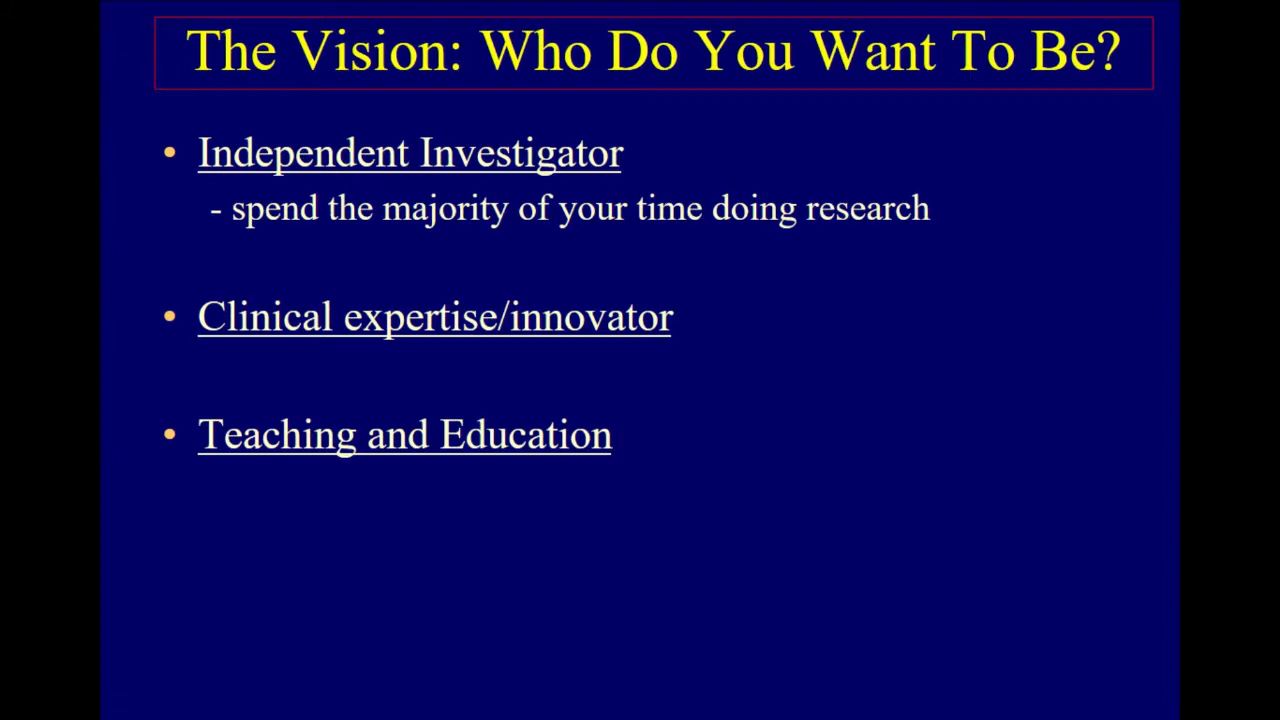 The Vision: Who Do You Want To Be?
• Independent Investigator
- spend the majority of your time doing research
• Clinical expertise/innovator
• Teaching and Education